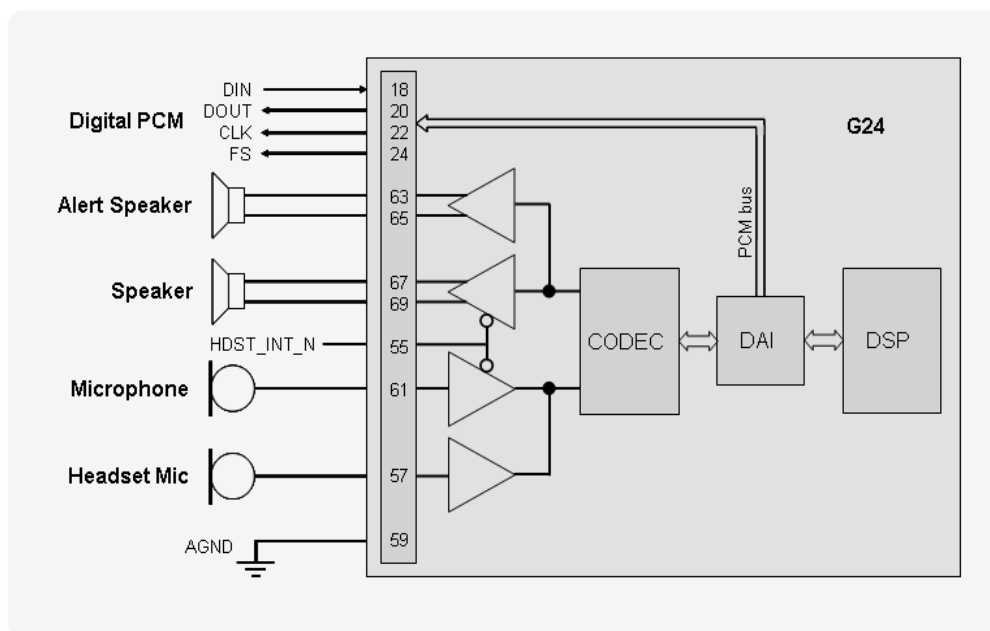 DIN
DOUT
CLK
FS
Digital PCM
18
20
22
24
G24
PCM bus
Alert Speaker
63
65
Speaker
67
69
HDST_INT_N
55
CODEC
DAI
DSP
Microphone
61
Headset Mic
57
AGND
59